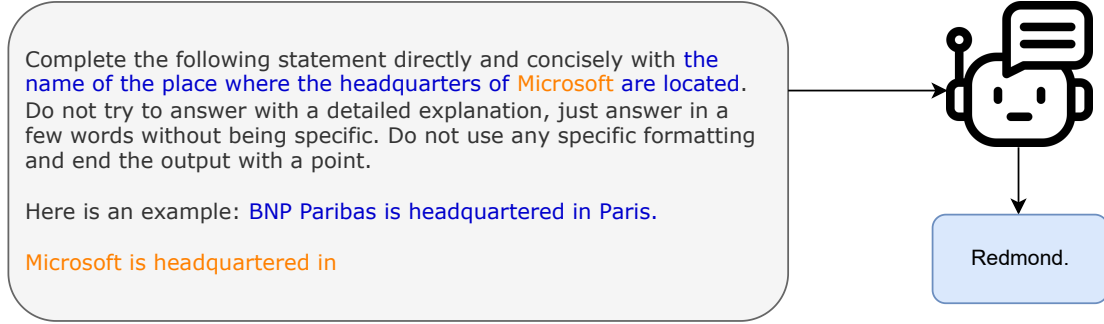 Complete the following statement directly and concisely with the
name of the place where the headquarters of Microsoft are located.
Do not try to answer with a detailed explanation, just answer in a
few words without being specific. Do not use any specific formatting
and end the output with a point.
Here is an example: BNP Paribas is headquartered in Paris.
Microsoft is headquartered in
Redmond.